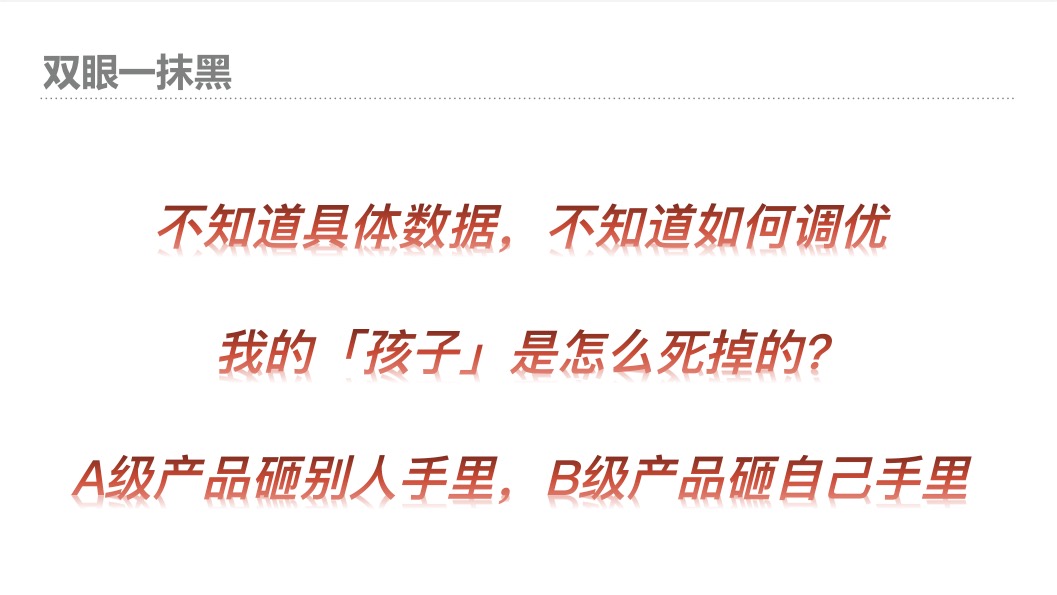 双眼一抹黑
不知道具体数据，不知道如何调优
我的「孩子」是怎么死掉的?
A级产品砸别人手里，B级产品砸自己手里